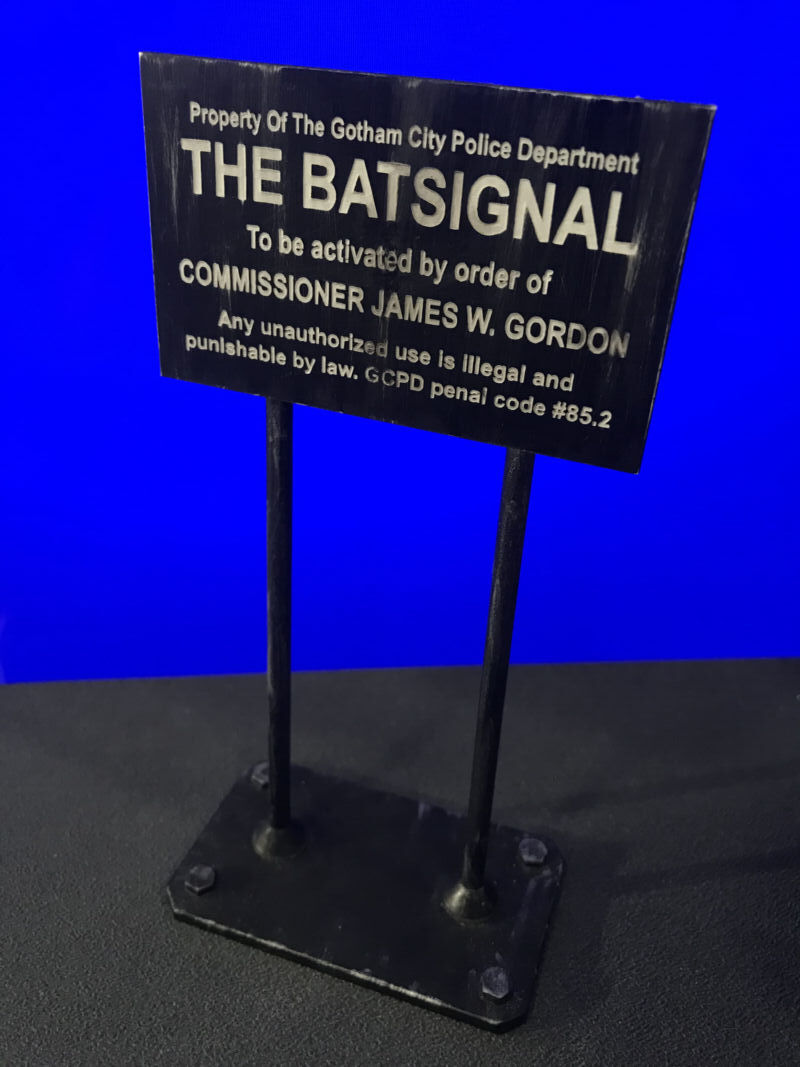 Property Of The Gotham City Police Department
THE BATSIGNAL
To be activated by order of
COMMISSIONER JAMES W. GORDON
Any unauthorized use is illegal and
punishable by law. GCPD penal code #85.2